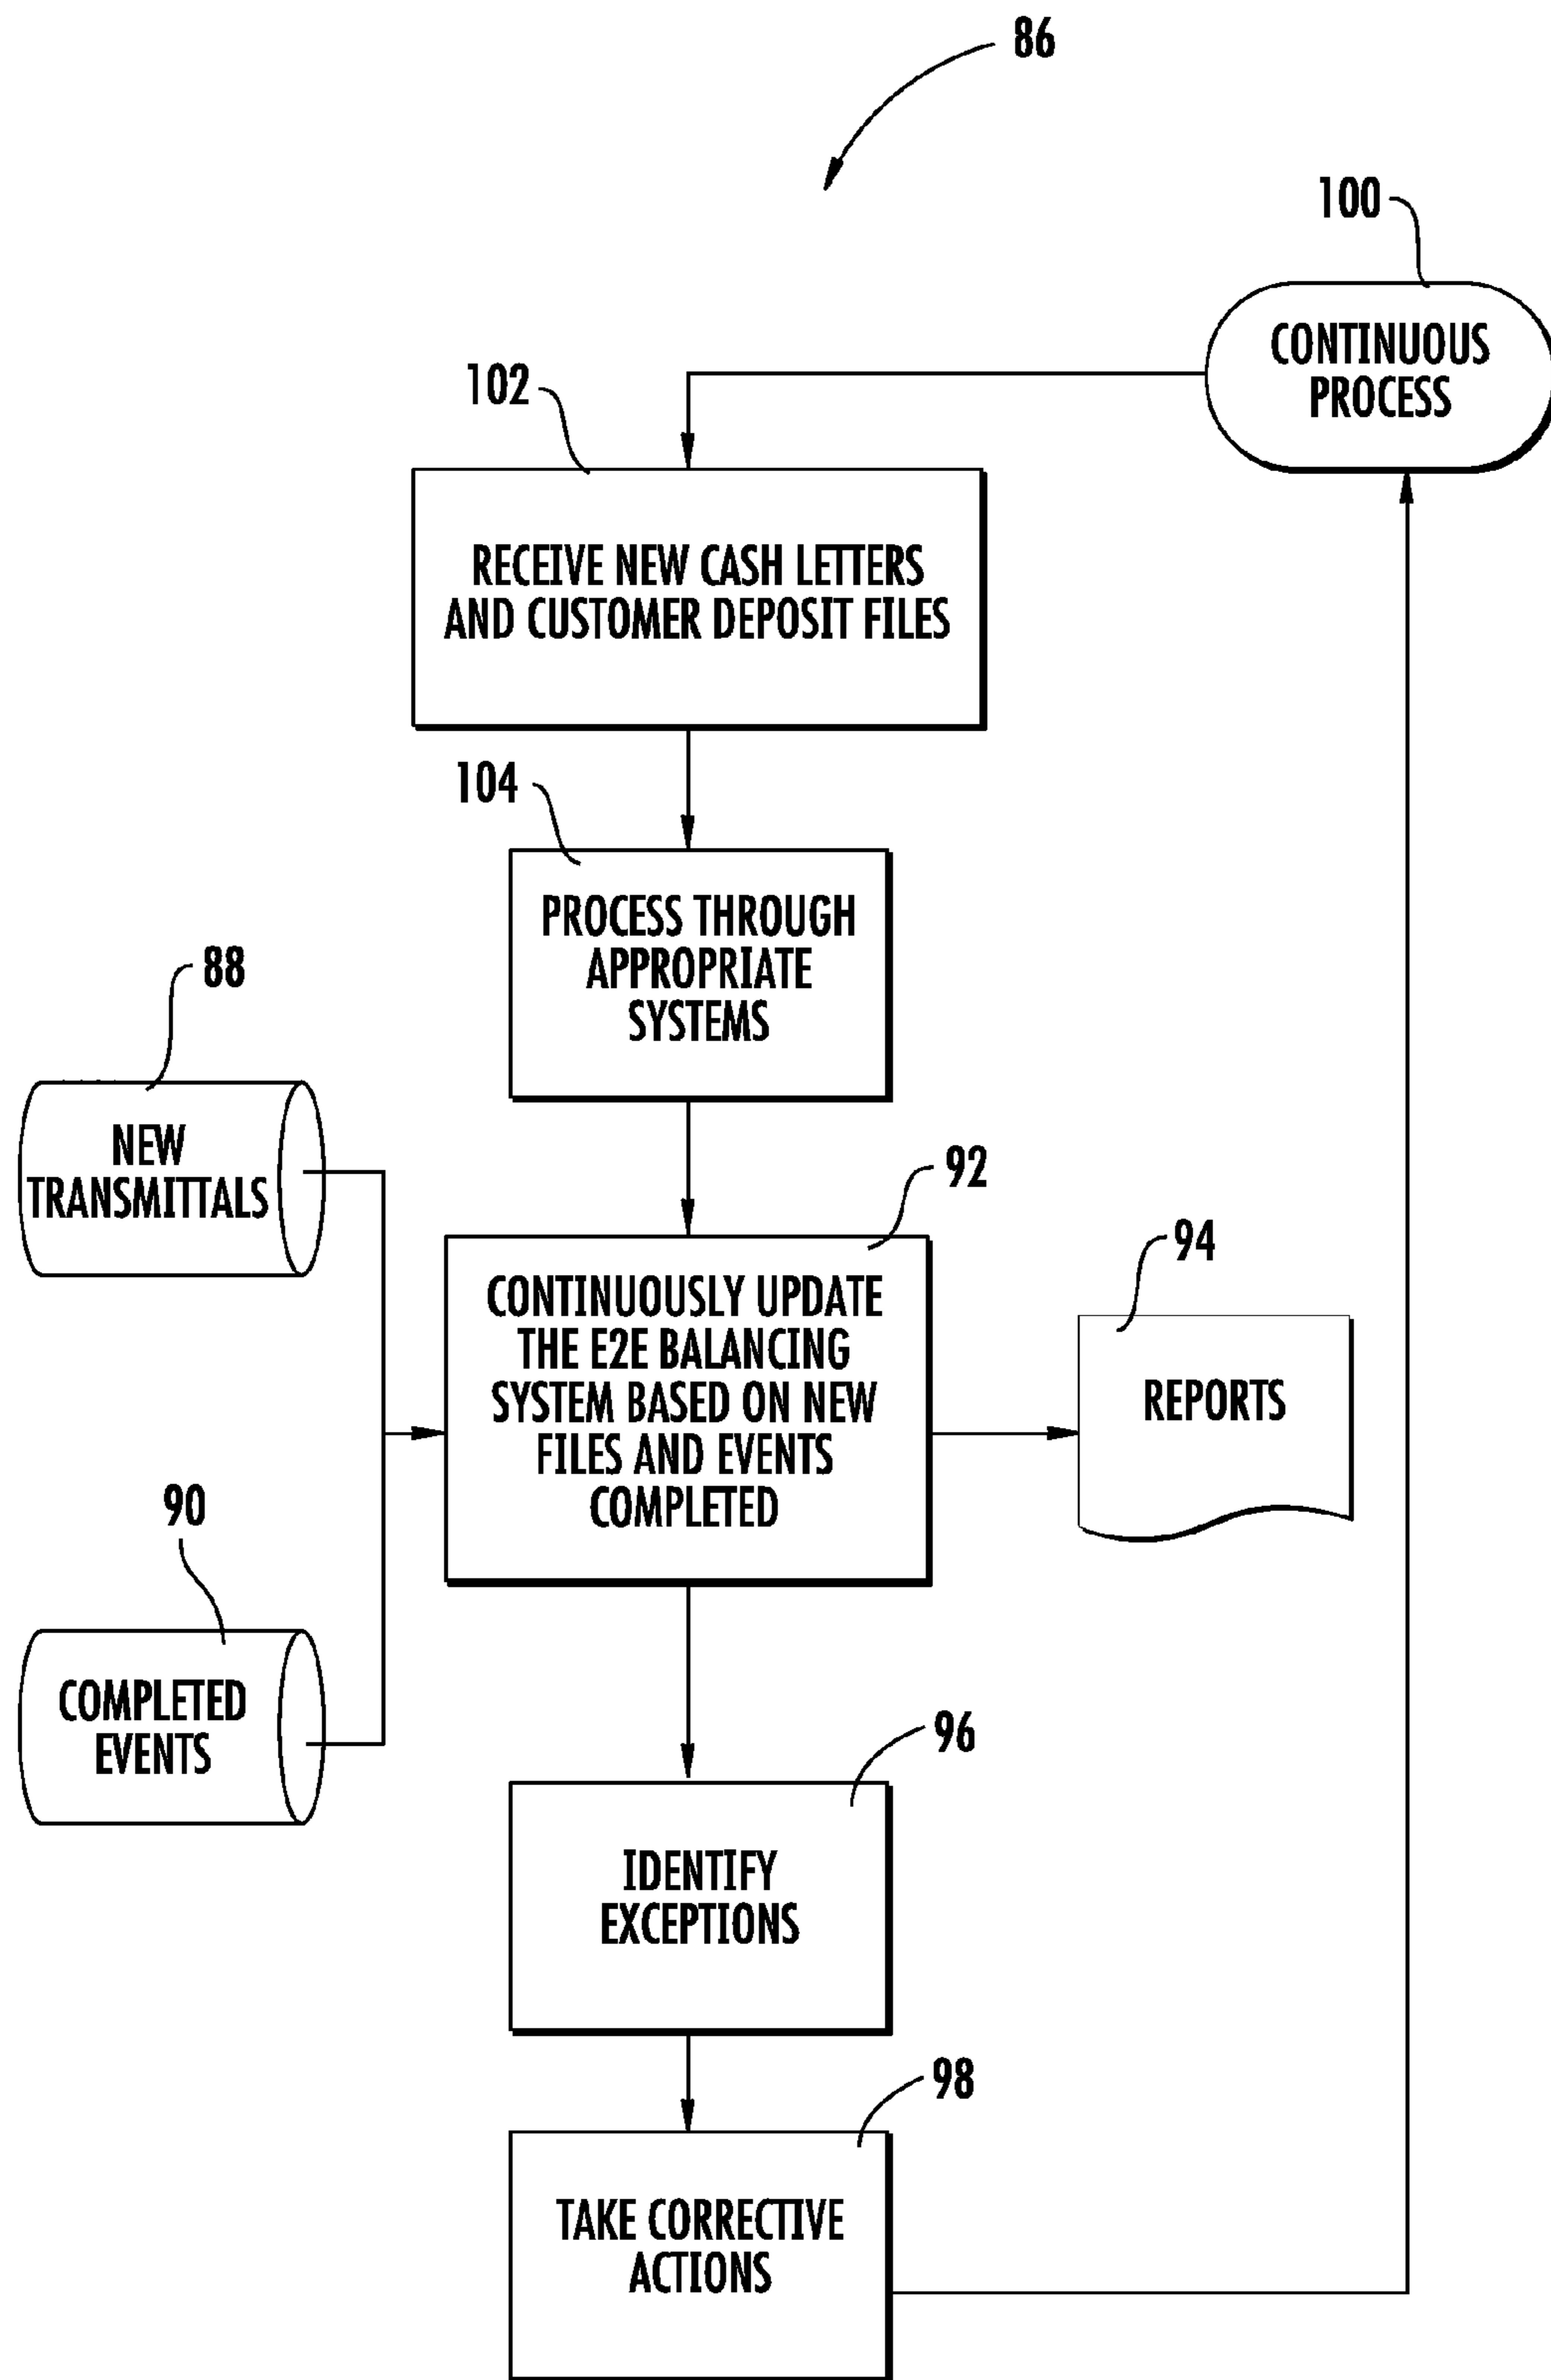 86
100
CONTINUOUS
PROCESS
102
RECEIVE NEW CASH LETTERS
AND CUSTOMER DEPOSIT FILES
104
PROCESS THROUGH
APPROPRIATE
SYSTEMS
88
NEW
TRANSMITTALS
92
CONTINUOUSLY UPDATE
THE E2E BALANCING
SYSTEM BASED ON NEW
FILES AND EVENTS
COMPLETED
94
REPORTS
90
COMPLETED
EVENTS
96
IDENTIFY
EXCEPTIONS
98
TAKE CORRECTIVE
ACTIONS